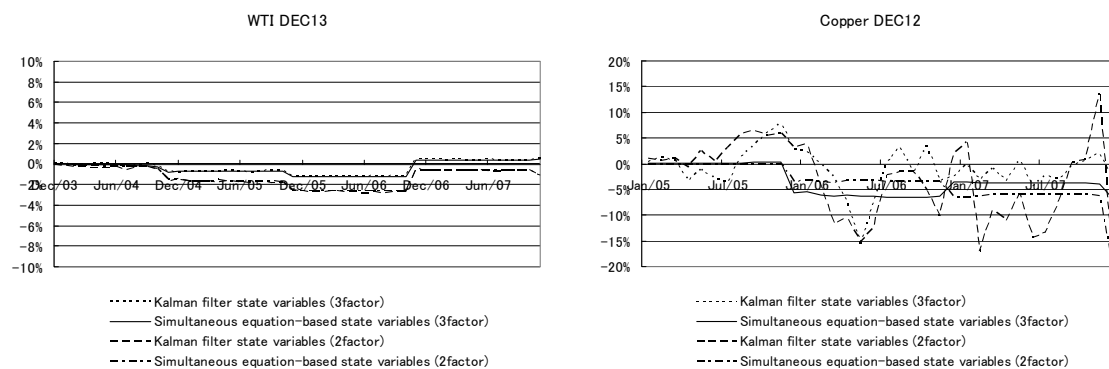 WTI DEC13
10%
8%
6%
4%
2%
0%
-2%
-4%
-6%
-8%
-10%
Dec/03 Jun/04 Dec/04 Jun/05 Dec/05 Jun/06 Dec/06 Jun/07
Kalman filter state variables (3factor)
Simultaneous equation-based state variables (3factor)
Kalman filter state variables (2factor)
Simultaneous equation-based state variables (2factor)
Copper DEC12
20%
15%
10%
5%
0%
-5%
-10%
-15%
-20%
Jan/05 Jul/05 Jan/06 Jul/06 Jan/07 Jul/07
Kalman filter state variables (3factor)
Simultaneous equation-based state variables (3factor)
Kalman filter state variables (2factor)
Simultaneous equation-based state variables (2factor)